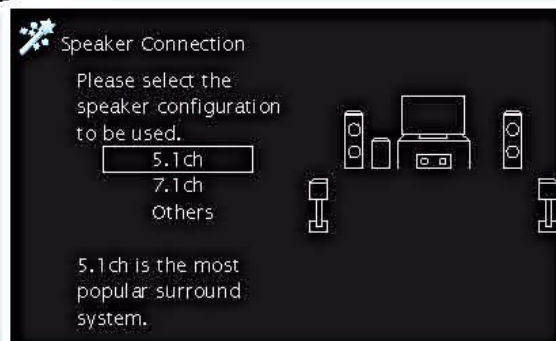 Speaker Connection
Please select the
speaker configuration
to be used.
5.1ch
7.1ch
Others
5.1ch is the most
popular surround
system.